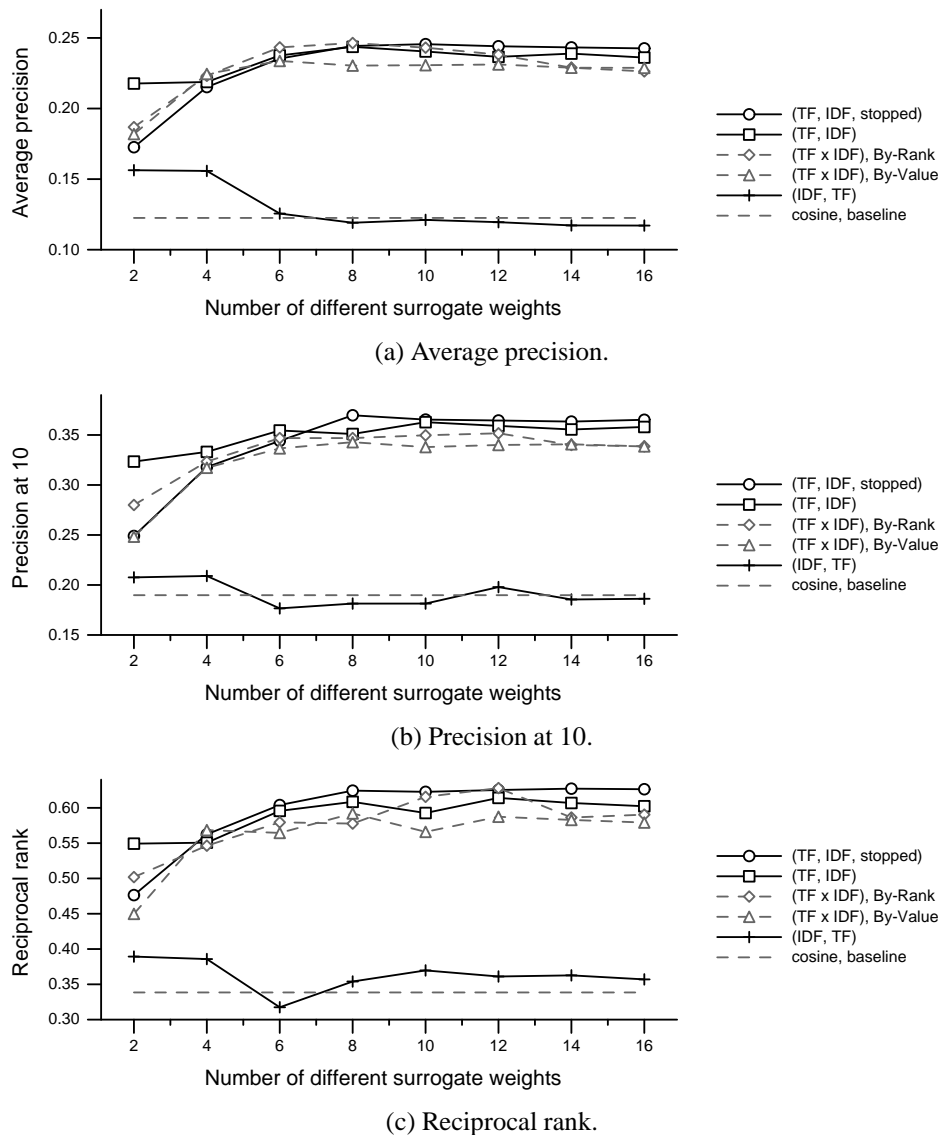 0.25
0.20
0.15
0.10
Average precision
2 4 6 8 10 12 14 16
Number of different surrogate weights
(TF, IDF, stopped)
(TF, IDF)
(TF x IDF), By-Rank
(TF x IDF), By-Value
(IDF, TF)
cosine, baseline
(a) Average precision.
0.35
0.30
0.25
0.20
0.15
Precision at 10
2 4 6 8 10 12 14 16
Number of different surrogate weights
(TF, IDF, stopped)
(TF, IDF)
(TF x IDF), By-Rank
(TF x IDF), By-Value
(IDF, TF)
cosine, baseline
(b) Precision at 10.
0.60
0.55
0.50
0.45
0.40
0.35
0.30
Reciprocal rank
2 4 6 8 10 12 14 16
Number of different surrogate weights
(TF, IDF, stopped)
(TF, IDF)
(TF x IDF), By-Rank
(TF x IDF), By-Value
(IDF, TF)
cosine, baseline
(c) Reciprocal rank.